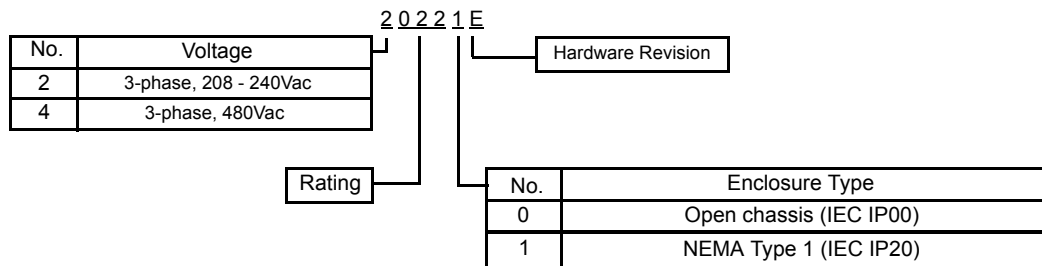 2 0 2 2 1 E
No. Voltage
2 3-phase, 208 - 240Vac
4 3-phase, 480Vac
Hardware Revision
Rating
No. Enclosure Type
0 Open chassis (IEC IP00)
1 NEMA Type 1 (IEC IP20)